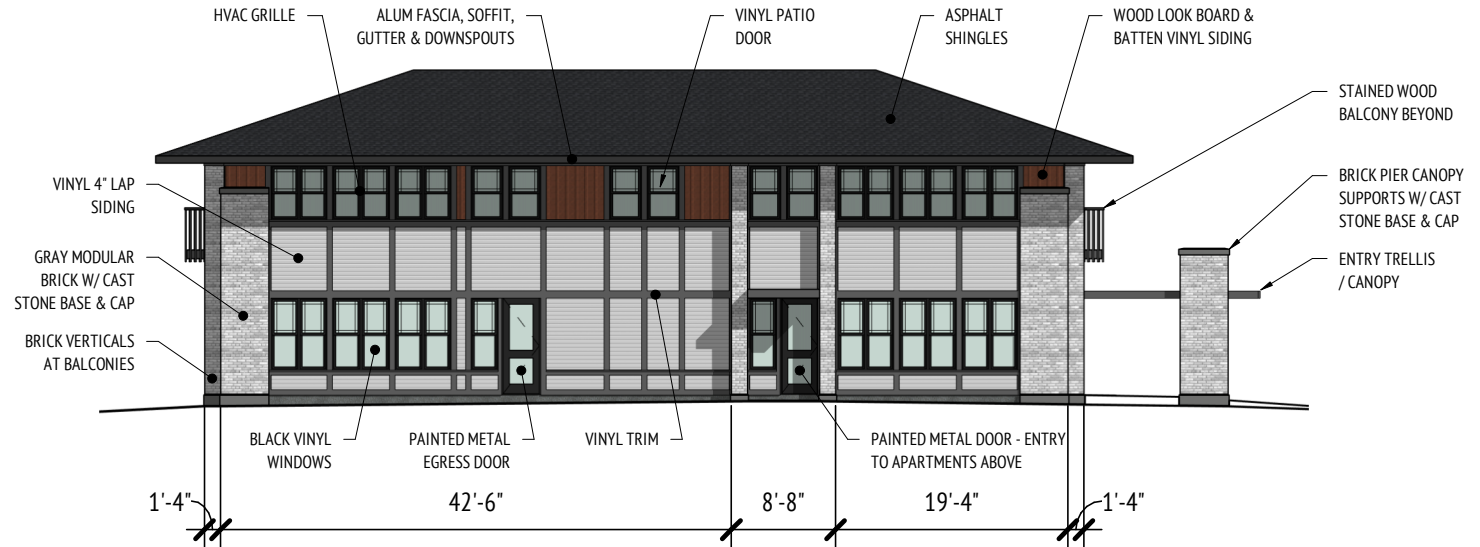 HVAC GRILLE
ALUM FASCIA, SOFFIT,
GUTTER & DOWNSPOUTS
VINYL PATIO
DOOR
ASPHALT
SHINGLES
WOOD LOOK BOARD &
BATTEN VINYL SIDING
STAINED WOOD
BALCONY BEYOND
VINYL 4" LAP
SIDING
BRICK PIER CANOPY
SUPPORTS W/ CAST
STONE BASE & CAP
GRAY MODULAR
BRICK W/ CAST
STONE BASE & CAP
ENTRY TRELLIS
/ CANOPY
BRICK VERTICALS
AT BALCONIES
BLACK VINYL
WINDOWS
PAINTED METAL
EGRESS DOOR
VINYL TRIM
PAINTED METAL DOOR - ENTRY
TO APARTMENTS ABOVE
1'-4"
42'-6"
8'-8"
19'-4"
1'-4"